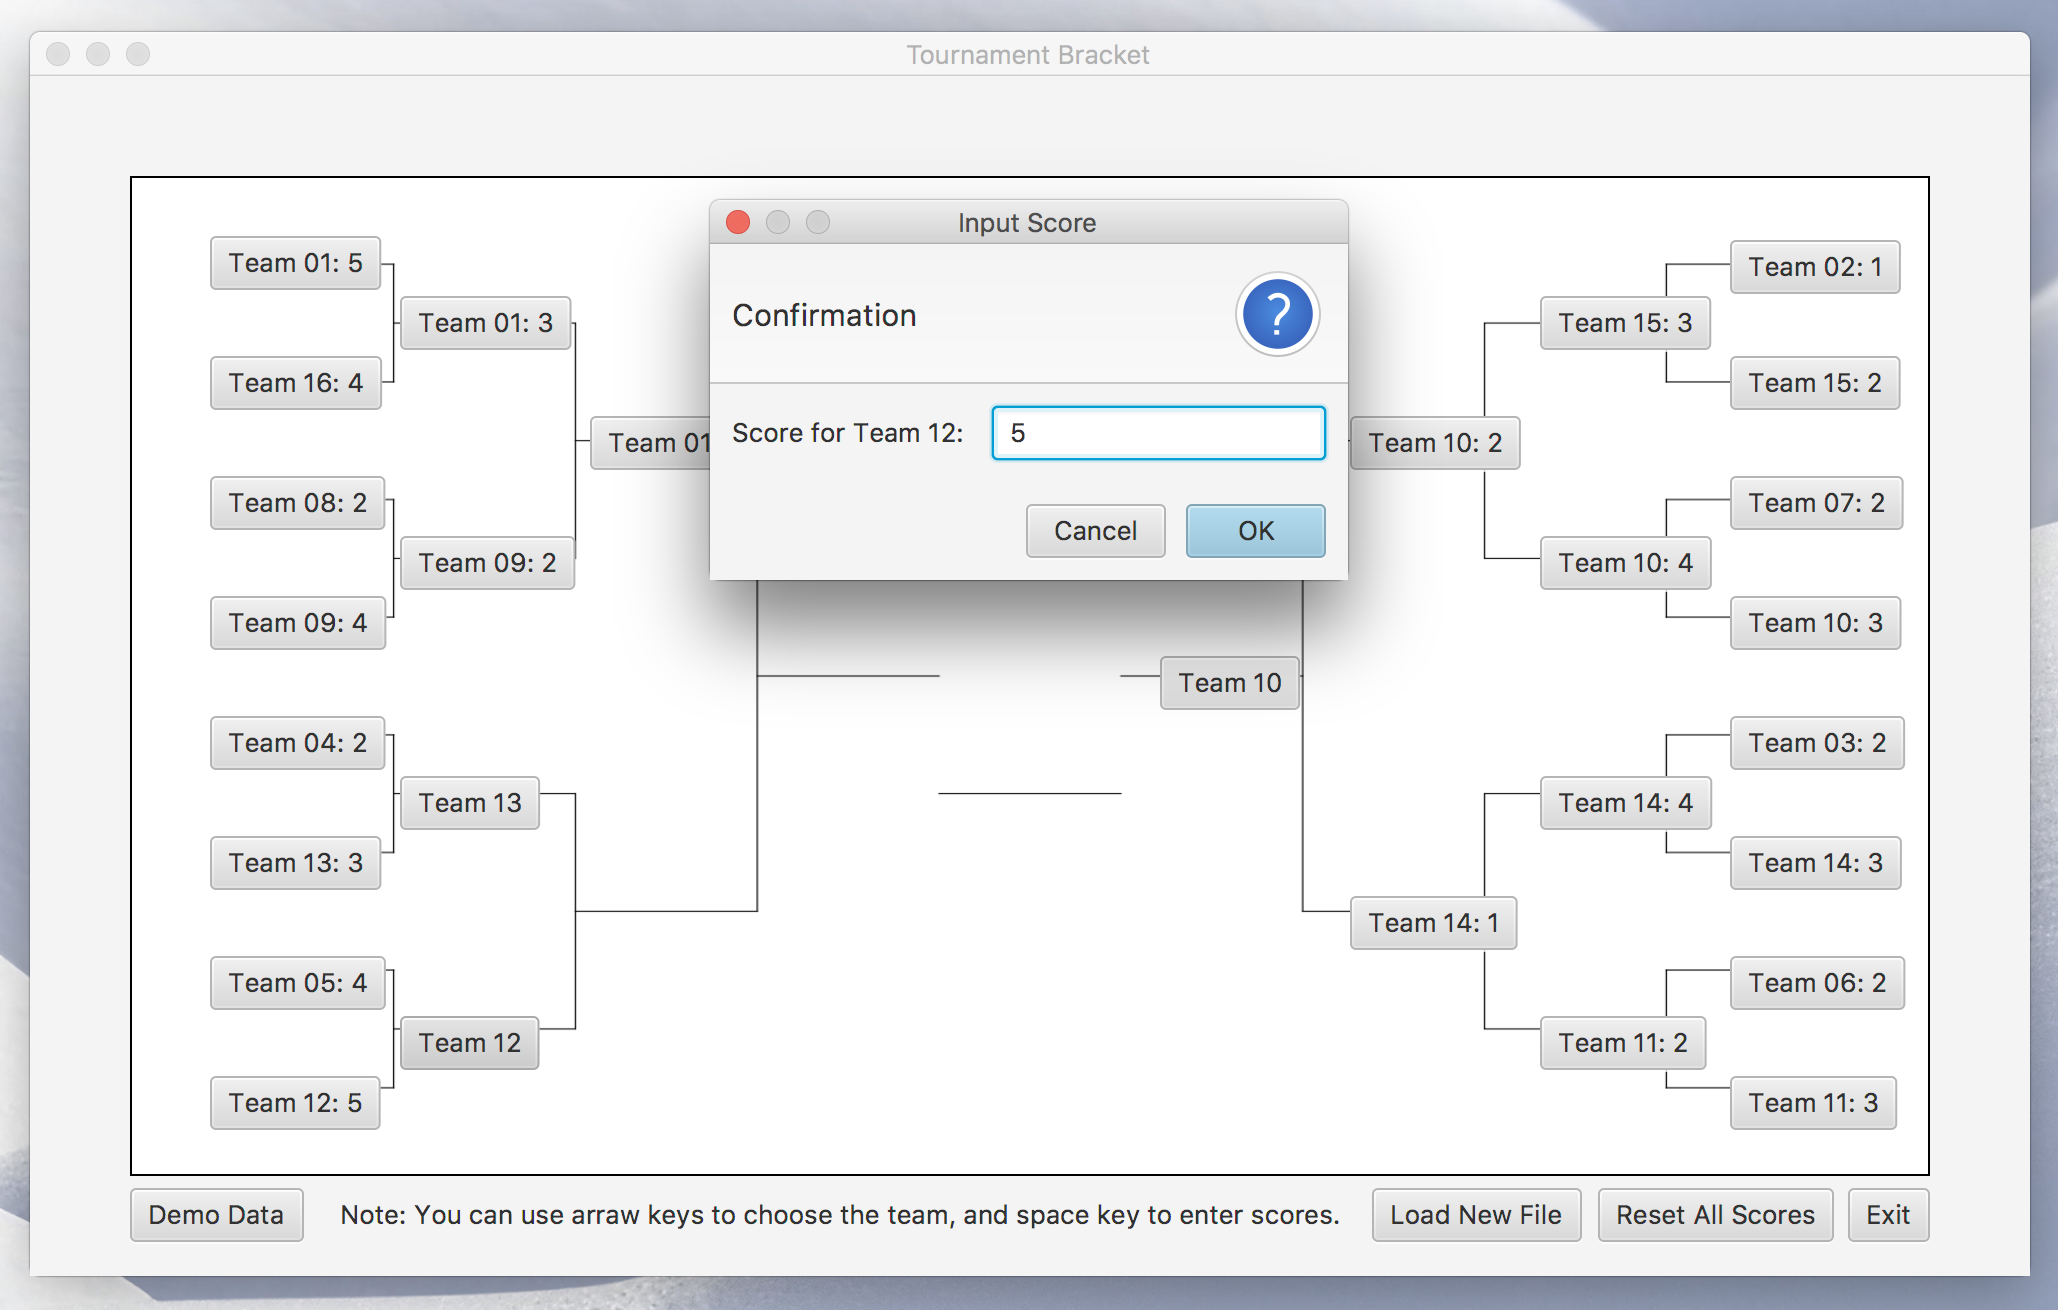 Tournament Bracket
Input Score
Confirmation
?
Score for Team 12: 5
Cancel
OK
Team 01: 5
Team 01: 3
Team 16: 4
Team 01
Team 08: 2
Team 09: 2
Team 09: 4
Team 04: 2
Team 13
Team 13: 3
Team 05: 4
Team 12
Team 12: 5
Team 10
Team 02: 1
Team 15: 3
Team 15: 2
Team 10: 2
Team 07: 2
Team 10: 4
Team 10: 3
Team 03: 2
Team 14: 4
Team 14: 3
Team 14: 1
Team 06: 2
Team 11: 2
Team 11: 3
Demo Data
Note: You can use arraw keys to choose the team, and space key to enter scores.
Load New File
Reset All Scores
Exit